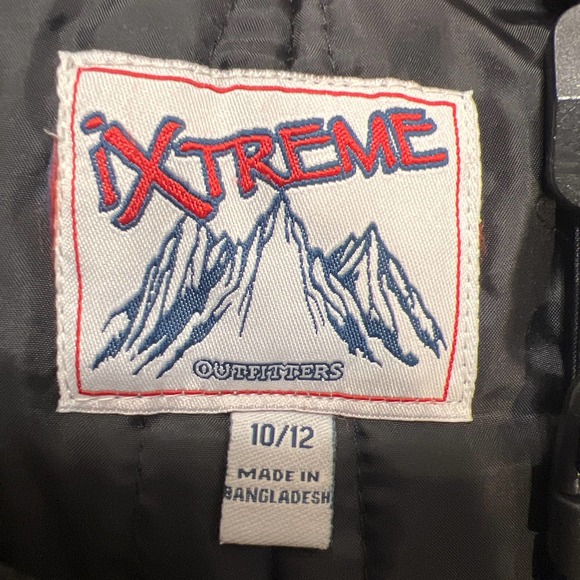 iXTREME
OUTFITTERS
10/12
MADE IN
BANGLADESH